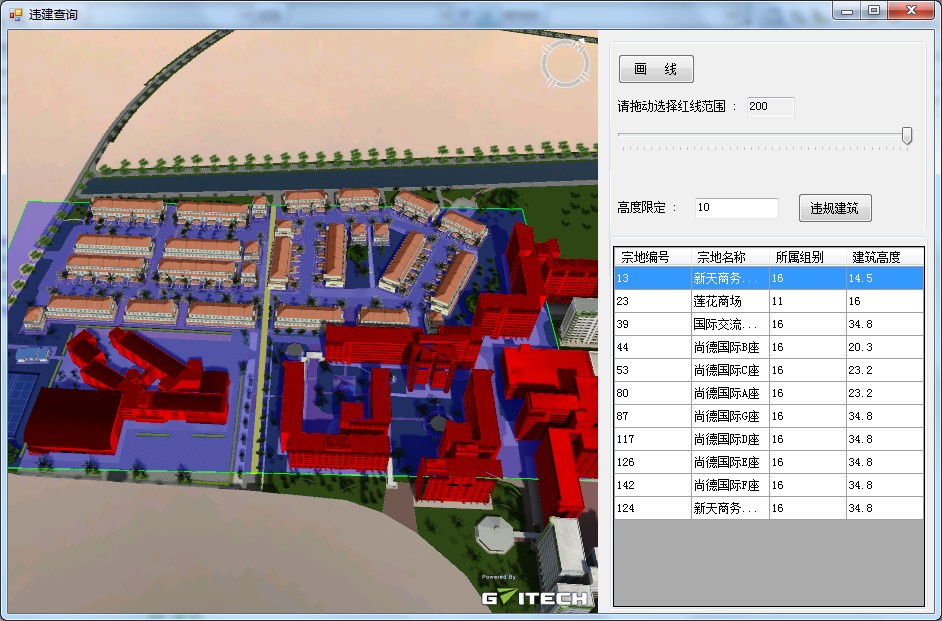 违建查询
画 线
请拖动选择红线范围 : 200
高度限定 : 10 违规建筑
宗地编号 宗地名称 所属组别 建筑高度
13 新天商务... 16 14.5
23 莲花商场 11 16
39 国际交流... 16 34.8
44 尚德国际B座 16 20.3
53 尚德国际C座 16 23.2
80 尚德国际A座 16 23.2
87 尚德国际G座 16 34.8
117 尚德国际D座 16 34.8
126 尚德国际E座 16 34.8
142 尚德国际F座 16 34.8
124 新天商务... 16 34.8
Powered By
GVITECH